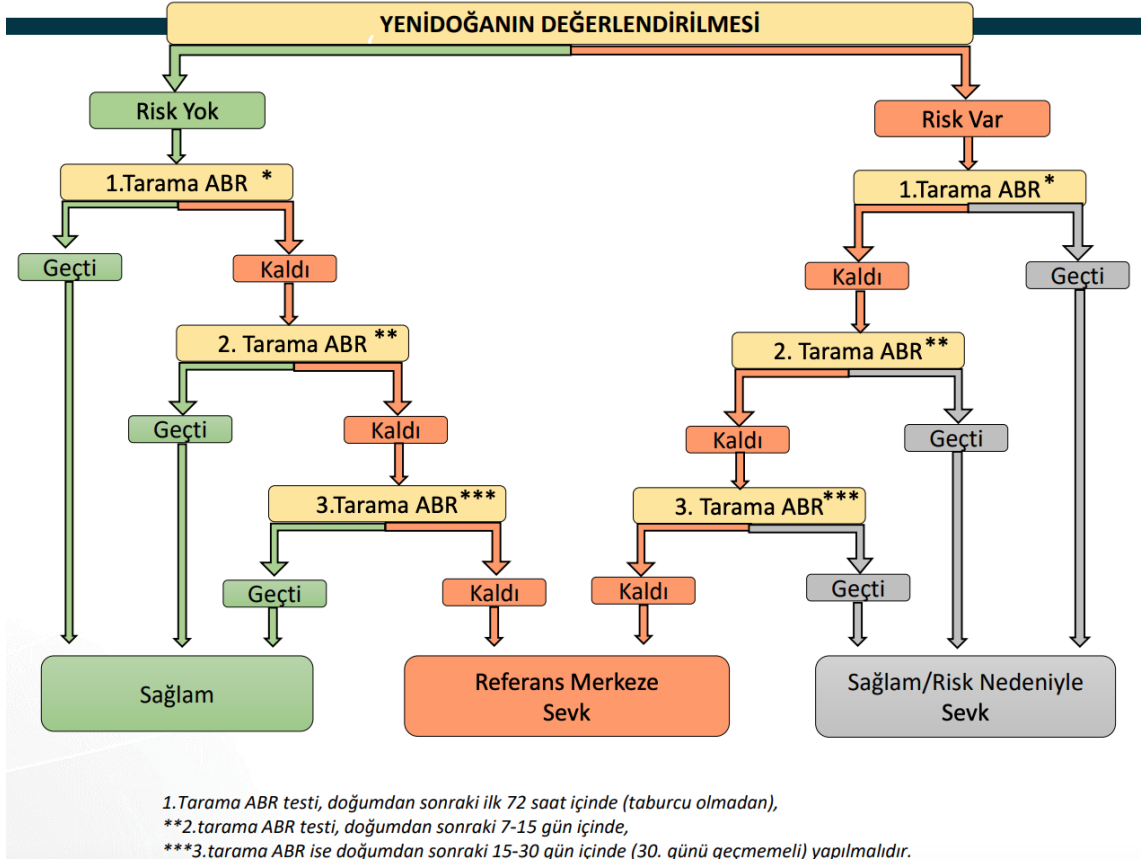 YENİDOĞANIN DEĞERLENDİRİLMESİ
Risk Yok
Risk Var
1.Tarama ABR *
1.Tarama ABR *
Geçti
Kaldı
Kaldı
Geçti
2. Tarama ABR **
2. Tarama ABR **
Geçti
Kaldı
Kaldı
Geçti
3.Tarama ABR ***
3. Tarama ABR ***
Geçti
Kaldı
Kaldı
Geçti
Sağlam
Referans Merkeze
Sevk
Sağlam/Risk Nedeniyle
Sevk
1.Tarama ABR testi, doğumdan sonraki ilk 72 saat içinde (taburcu olmadan),
**2.tarama ABR testi, doğumdan sonraki 7-15 gün içinde,
***3.tarama ABR ise doğumdan sonraki 15-30 gün içinde (30. günü geçmemeli) yapılmalıdır.